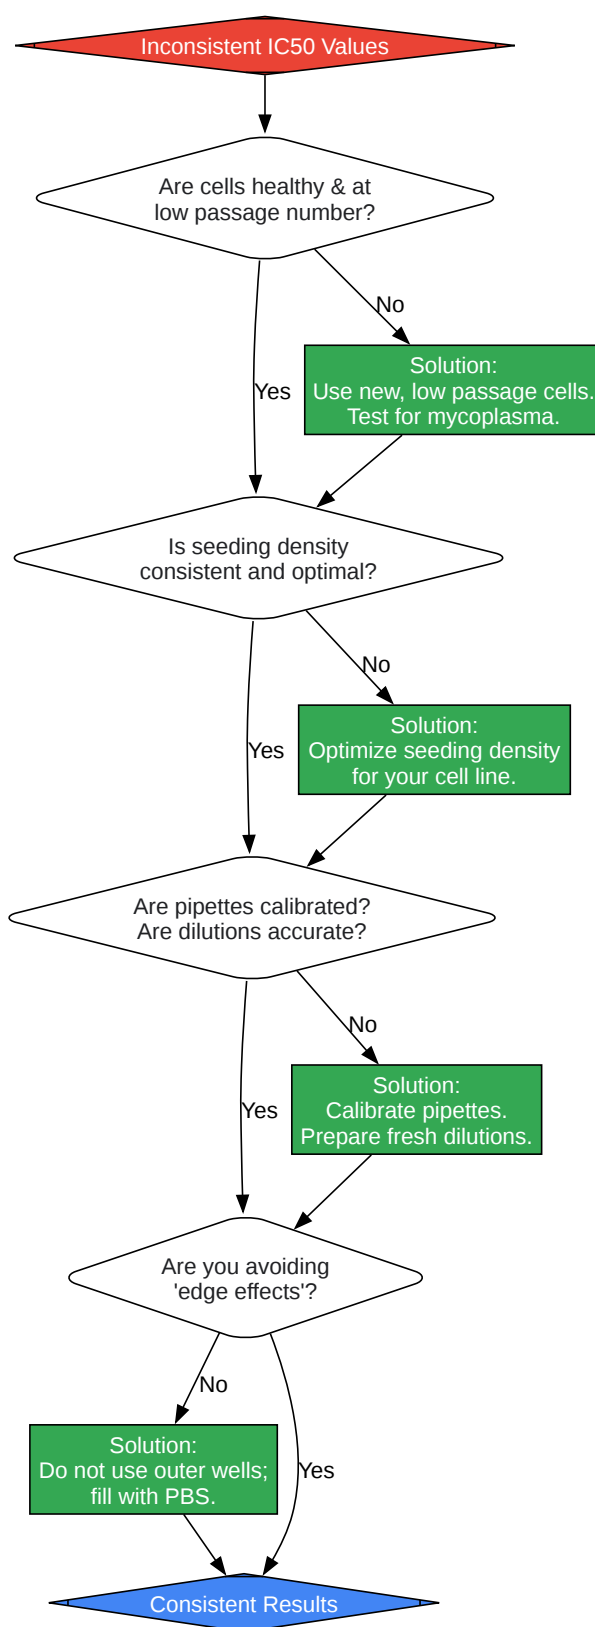 Inconsistent IC50 Values
Are cells healthy & at
low passage number?
No
Solution:
Use new, low passage cells.
Test for mycoplasma.
Yes
Is seeding density
consistent and optimal?
No
Solution:
Optimize seeding density
for your cell line.
Yes
Are pipettes calibrated?
Are dilutions accurate?
No
Solution:
Calibrate pipettes.
Prepare fresh dilutions.
Yes
Are you avoiding
'edge effects'?
No
Solution:
Do not use outer wells;
fill with PBS.
Yes
Consistent Results